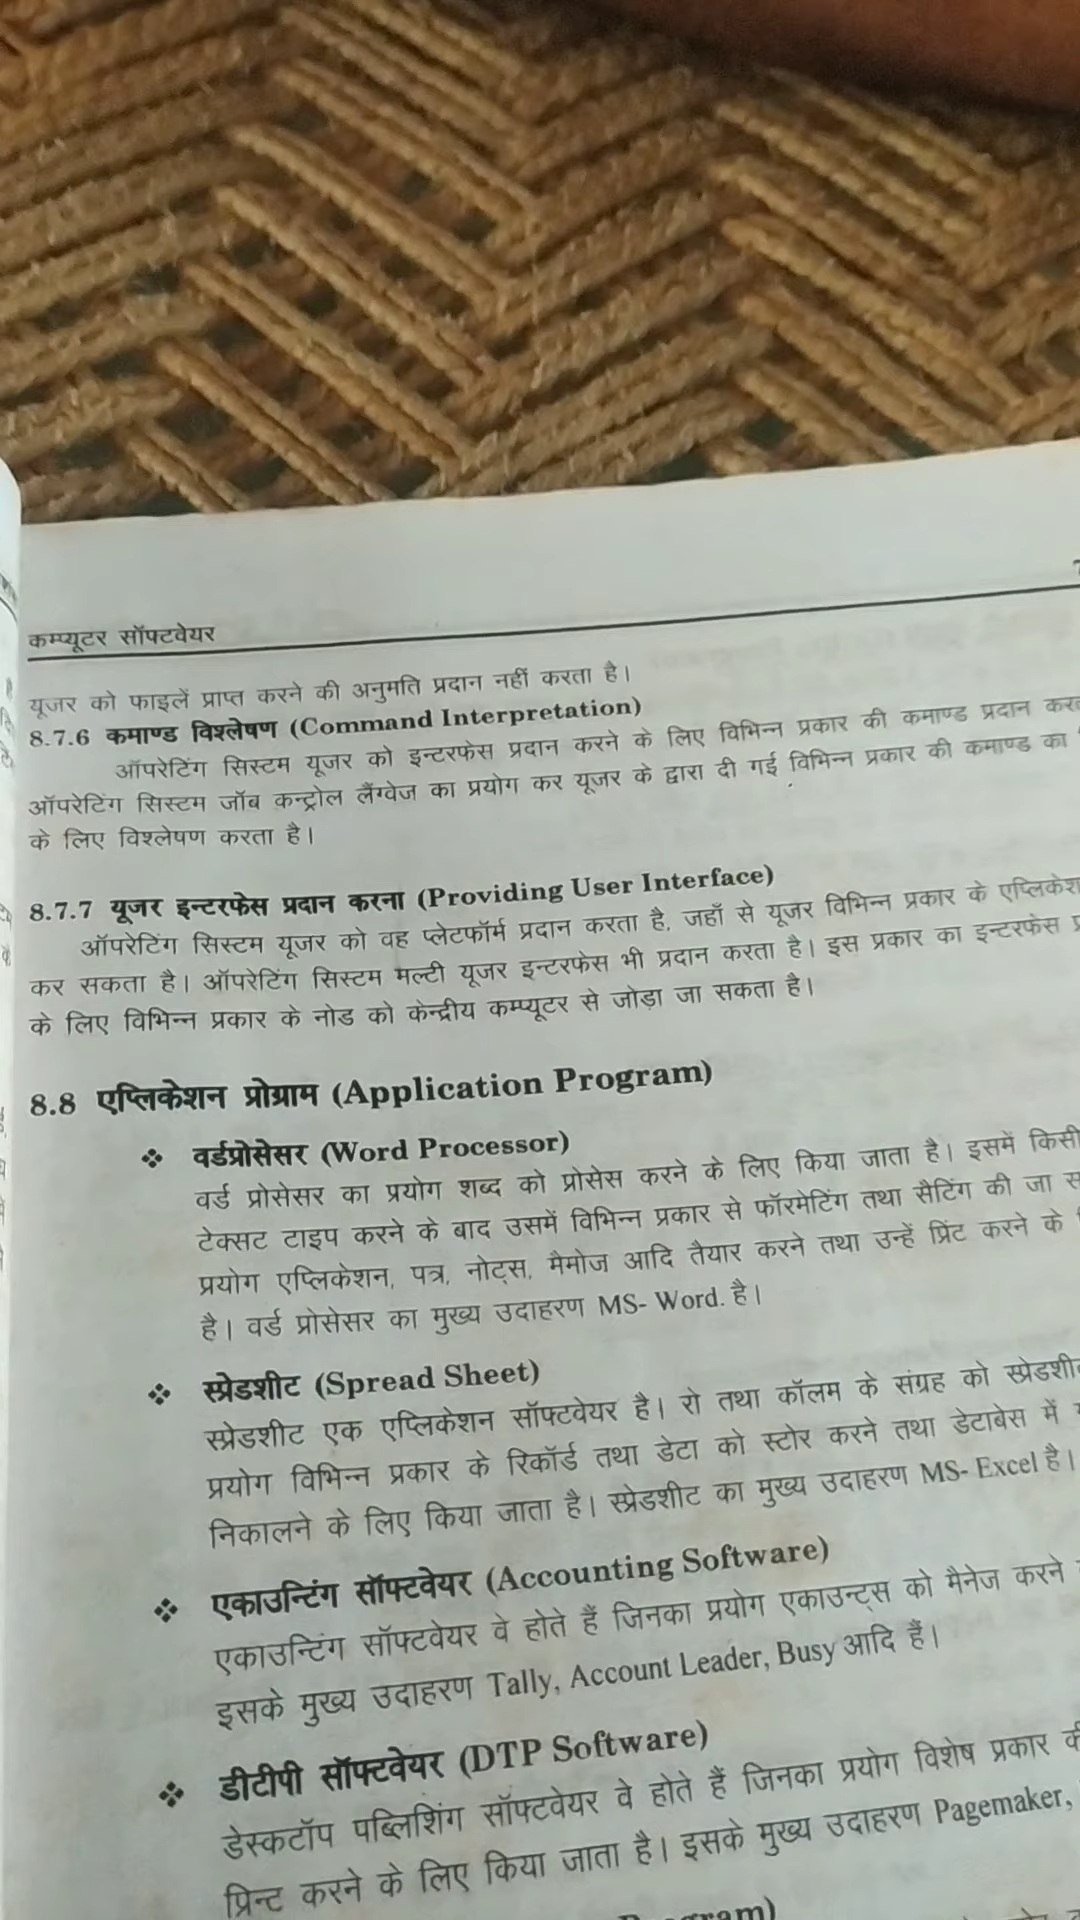 कम्प्यूटर सॉफ्टवेयर
यूजर को फाइलें प्राप्त करने की अनुमति प्रदान नहीं करता है।
8.7.6 कमाण्ड विश्लेषण (Command Interpretation)
ऑपरेटिंग सिस्टम यूजर को इन्टरफेस प्रदान करने के लिए विभिन्न प्रकार की कमाण्ड प्रदान
ऑपरेटिंग सिस्टम जॉब कन्ट्रोल लैंग्वेज का प्रयोग कर यूजर के द्वारा दी गई विभिन्न प्रकार की कमाण्ड का
के लिए विश्लेषण करता है।
8.7.7 यूजर इन्टरफेस प्रदान करना (Providing User Interface)
ऑपरेटिंग सिस्टम यूजर को वह प्लेटफॉर्म प्रदान करता है, जहाँ से यूजर विभिन्न प्रकार के
कर सकता है। ऑपरेटिंग सिस्टम मल्टी यूजर इन्टरफेस भी प्रदान करता है। इस प्रकार का इन्टरफेस
के लिए विभिन्न प्रकार के नोड को केन्द्रीय कम्प्यूटर से जोड़ा जा सकता है।
8.8 एप्लिकेशन प्रोग्राम (Application Program)
❖ वर्डप्रोसेसर (Word Processor)
वर्ड प्रोसेसर का प्रयोग शब्द को प्रोसेस करने के लिए किया जाता है। इसमें किसी
टेक्सट टाइप करने के बाद उसमें विभिन्न प्रकार से फॉरमेटिंग तथा सैटिंग की जा
प्रयोग एप्लिकेशन, पत्र, नोट्स, मैमोज आदि तैयार करने तथा उन्हें प्रिंट करने के
है। वर्ड प्रोसेसर का मुख्य उदाहरण MS- Word. है।
❖ स्प्रेडशीट (Spread Sheet)
स्प्रेडशीट एक एप्लिकेशन सॉफ्टवेयर है। रो तथा कॉलम के संग्रह को
प्रयोग विभिन्न प्रकार के रिकॉर्ड तथा डेटा को स्टोर करने तथा डेटाबेस में
निकालने के लिए किया जाता है। स्प्रेडशीट का मुख्य उदाहरण MS- Excel है।
❖ एकाउन्टिंग सॉफ्टवेयर (Accounting Software)
एकाउन्टिंग सॉफ्टवेयर वे होते हैं जिनका प्रयोग एकाउन्ट्स को मैनेज करने
इसके मुख्य उदाहरण Tally, Account Leader, Busy आदि हैं।
❖ डीटीपी सॉफ्टवेयर (DTP Software)
डेस्कटॉप पब्लिशिंग सॉफ्टवेयर वे होते हैं जिनका प्रयोग विशेष प्रकार
प्रिन्ट करने के लिए किया जाता है। इसके मुख्य उदाहरण Pagemaker,